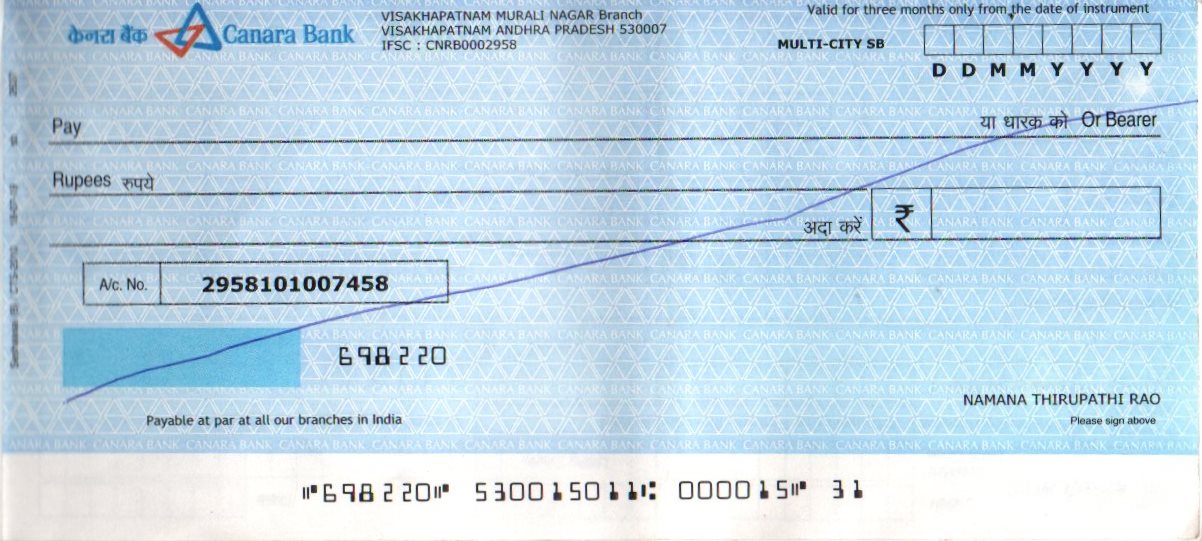 केनरा बैंक Canara Bank
VISAKHAPATNAM MURALI NAGAR Branch
VISAKHAPATNAM ANDHRA PRADESH 530007
IFSC : CNRB0002958
Valid for three months only from the date of instrument
MULTI-CITY SB
D D M M Y Y Y Y
Pay या धारक को Or Bearer
Rupees रुपये
अदा करें ₹
A/c. No. 2958101007458
698220
NAMANA THIRUPATHI RAO
Payable at par at all our branches in India
Please sign above
⑈698220⑈ 530015011⑆ 000015⑈ 31